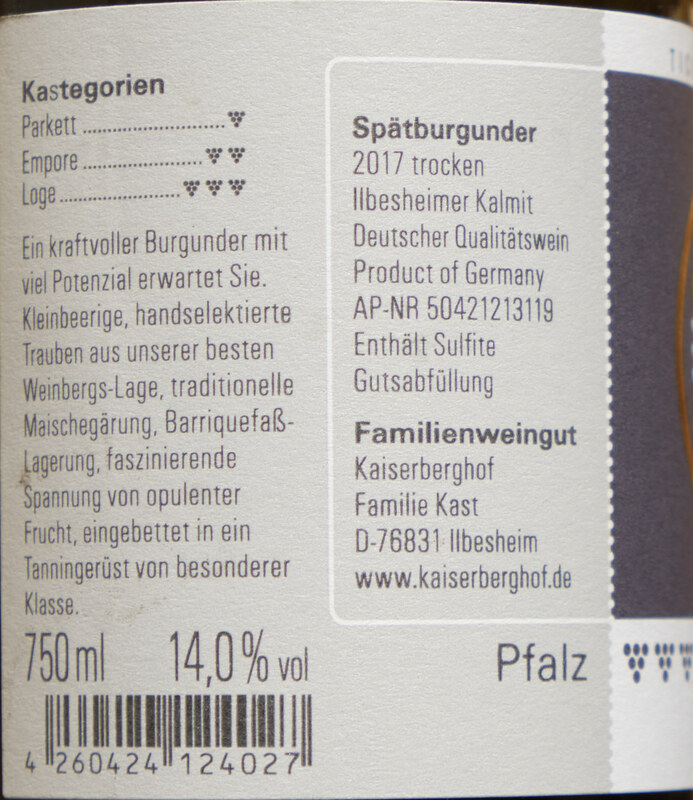 Kastegorien
Parkett
Empore
Loge
Ein kraftvoller Burgunder mit
viel Potenzial erwartet Sie.
Kleinbeerige, handselektierte
Trauben aus unserer besten
Weinbergs-Lage, traditionelle
Maischegärung, Barriquefaß-
Lagerung, faszinierende
Spannung von opulenter
Frucht, eingebettet in ein
Tanningerüst von besonderer
Klasse.
750 ml 14,0 % vol
4 260424 124027
Spätburgunder
2017 trocken
Ilbesheimer Kalmit
Deutscher Qualitätswein
Product of Germany
AP-NR 50421213119
Enthält Sulfite
Gutsabfüllung
Familienweingut
Kaiserberghof
Familie Kast
D-76831 Ilbesheim
www.kaiserberghof.de
Pfalz